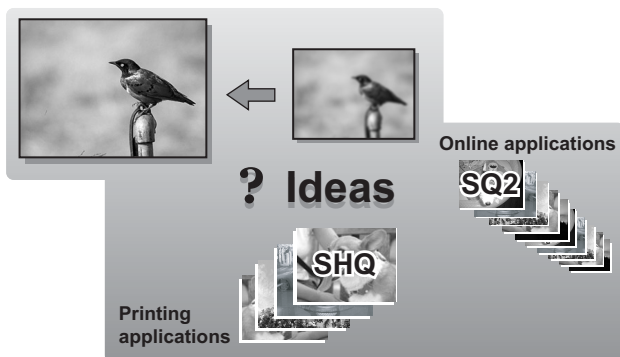 Online applications
SQ2
? Ideas
SHQ
Printing
applications